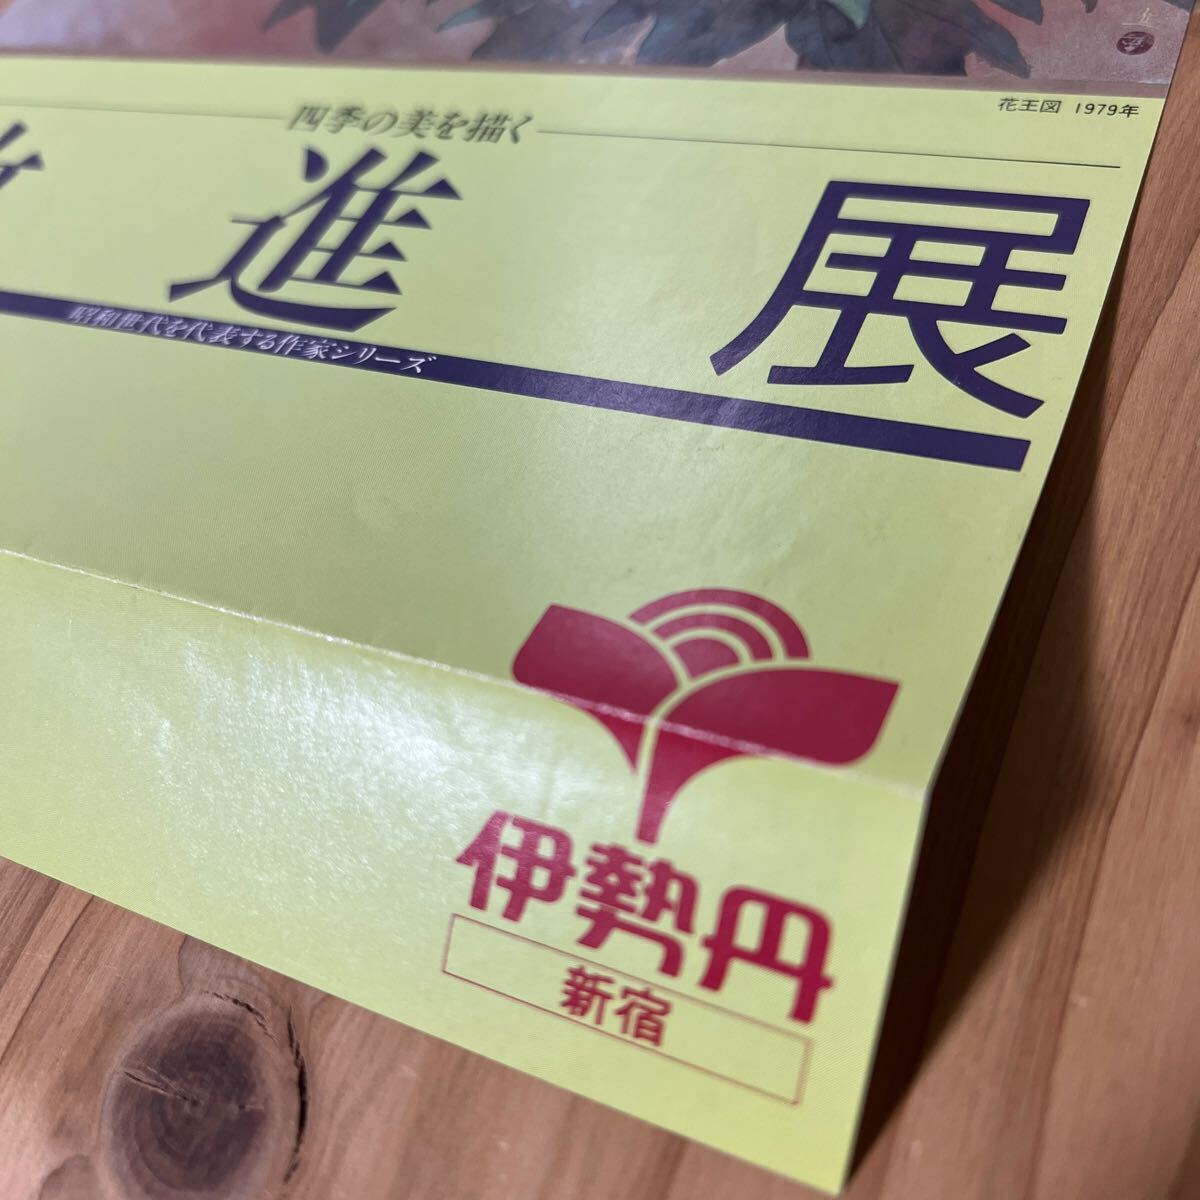 花王図 1979年
四季の美を描く
進 展
昭和世代を代表する作家シリーズ
伊勢丹
新宿